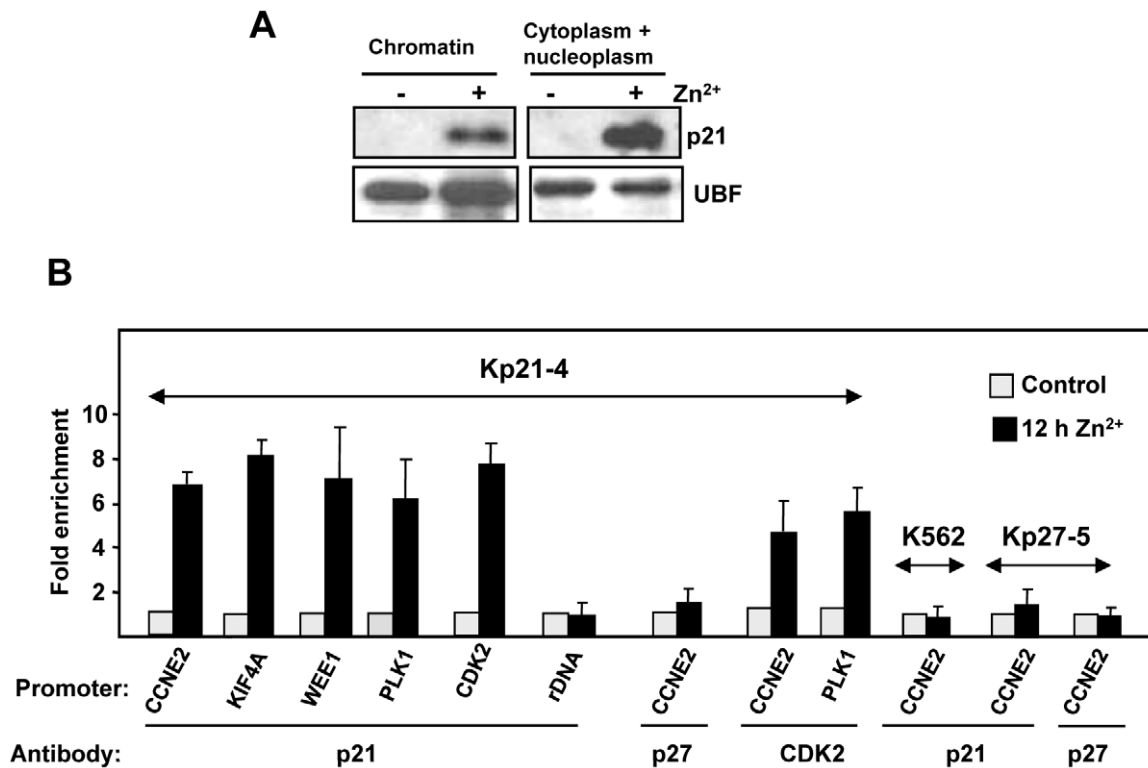 A
Chromatin
Cytoplasm +
nucleoplasm
- + - + Zn²⁺
p21
UBF
B
Kp21-4
Control
12 h Zn²⁺
K562 Kp27-5
Fold enrichment
10
8
6
4
2
Promoter: CCNE2 KIF4A WEE1 PLK1 CDK2 rDNA CCNE2 CCNE2 PLK1 CCNE2 CCNE2 CCNE2
Antibody: p21 p27 CDK2 p21 p27